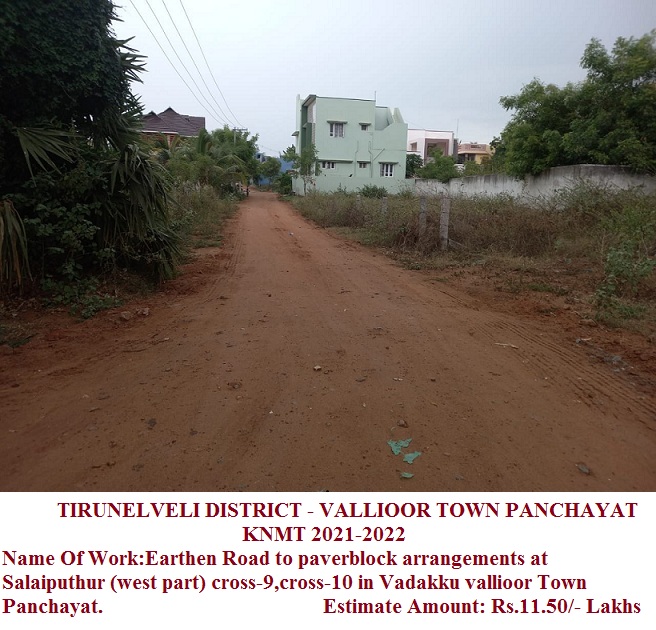 TIRUNELVELI DISTRICT - VALLIOOR TOWN PANCHAYAT
KNMT 2021-2022
Name Of Work:Earthen Road to paverblock arrangements at
Salaiputhur (west part) cross-9,cross-10 in Vadakku vallioor Town
Panchayat. Estimate Amount: Rs.11.50/- Lakhs